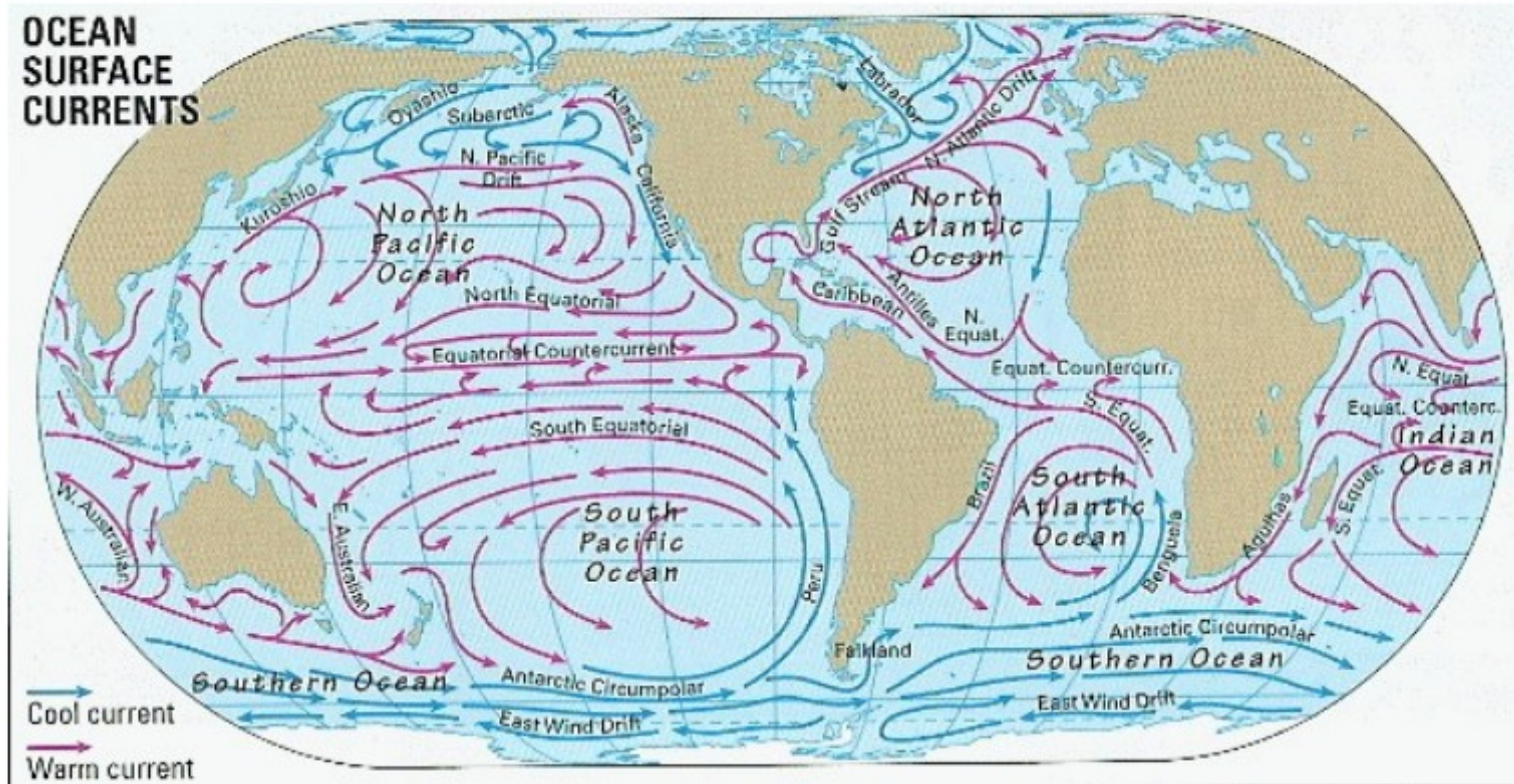 OCEAN
SURFACE
CURRENTS
Oyashio
Subarctic
Alaska
Labrador
N. Atlantic Drift
N. Pacific
Drift
California
Kuroshio
Gulf Stream
North
Pacific
Ocean
North
Atlantic
Ocean
North Equatorial
Antilles
Caribbean
N.
Equat.
Equatorial Countercurrent
Equat. Countercurr.
N. Equat
Equat. Counterc.
South Equatorial
S. Equat.
Indian
Ocean
W. Australian
E. Australian
South
Pacific
Ocean
Peru
Brazil
South
Atlantic
Ocean
Benguela
Agulhas
S. Equat.
Falkland
Antarctic Circumpolar
Southern Ocean
Southern Ocean
Antarctic Circumpolar
East Wind Drift
East Wind Drift
Cool current
Warm current